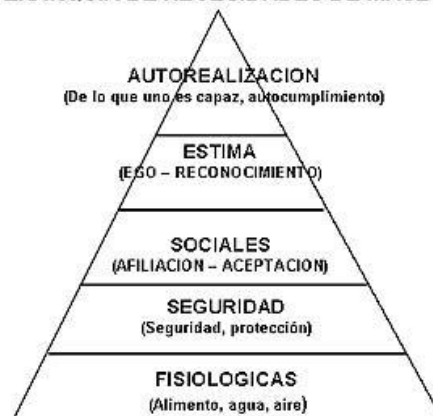 AUTOREALIZACION
(De lo que uno es capaz, autocumplimiento)
ESTIMA
(EGO – RECONOCIMIENTO)
SOCIALES
(AFILIACION – ACEPTACION)
SEGURIDAD
(Seguridad, protección)
FISIOLOGICAS
(Alimento, agua, aire)